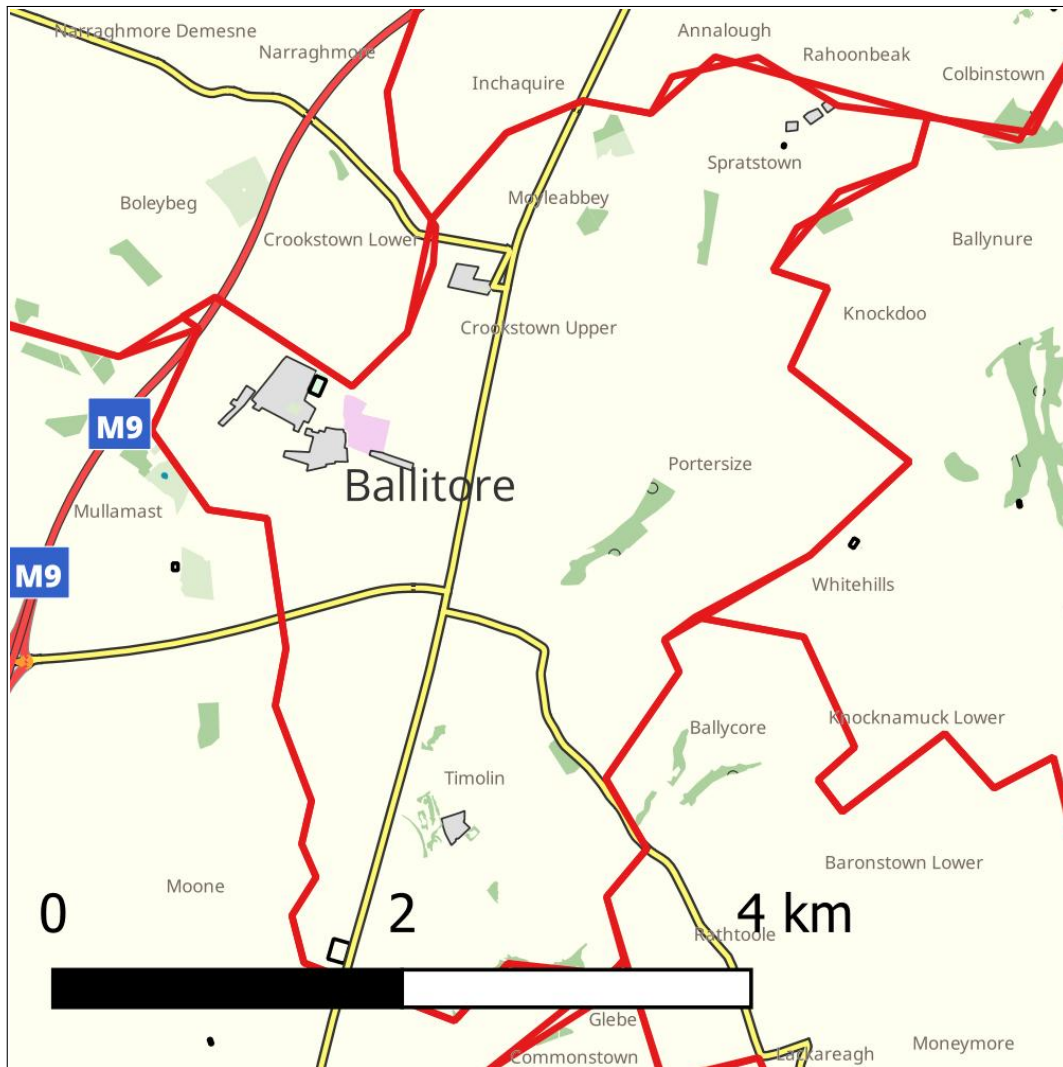 Narraghmore Demesne
Annalough
Narraghmore
Rahoonbeak
Inchaquire
Colbinstown
Spratstown
Boleybeg
Moyleabbey
Crookstown Lower
Ballynure
Knockdoo
Crookstown Upper
M9
Portersize
Ballitore
Mullamast
M9
Whitehills
Knocknamuck Lower
Ballycore
Timolin
Baronstown Lower
Moone
0
2
4 km
Rathtoole
Glebe
Moneymore
Commonstown
Lackareagh